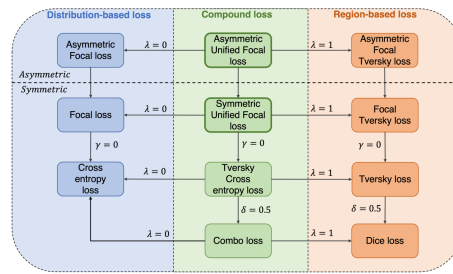 Distribution-based loss
Compound loss
Region-based loss
Asymmetric
Focal loss
λ = 0
Asymmetric
Unified Focal
loss
λ = 1
Asymmetric
Focal
Tversky loss
Asymmetric
Symmetric
Focal loss
λ = 0
Symmetric
Unified Focal
loss
λ = 1
Focal
Tversky loss
γ = 0
γ = 0
γ = 0
Cross
entropy
loss
λ = 0
Tversky
Cross
entropy loss
λ = 1
Tversky loss
δ = 0.5
δ = 0.5
λ = 0
Combo loss
λ = 1
Dice loss